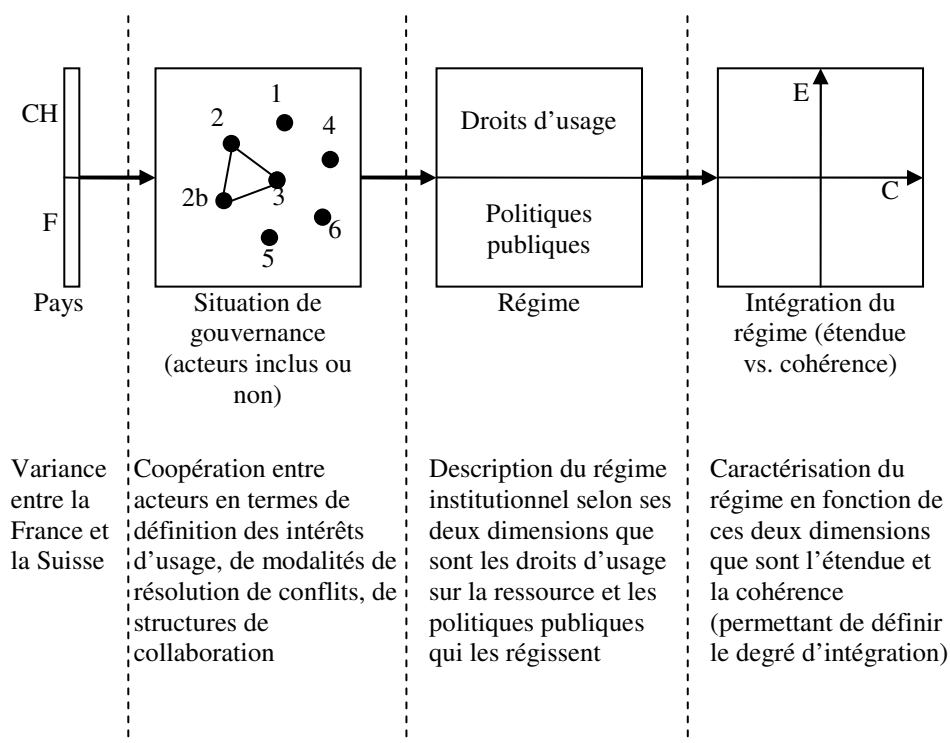 CH
F
Pays
1
2
4
2b
3
6
5
Situation de
gouvernance
(acteurs inclus ou
non)
Droits d’usage
Politiques
publiques
Régime
E
C
Intégration du
régime (étendue
vs. cohérence)
Variance
entre la
France et
la Suisse
Coopération entre
acteurs en termes de
définition des intérêts
d’usage, de modalités de
résolution de conflits, de
structures de
collaboration
Description du régime
institutionnel selon ses
deux dimensions que
sont les droits d’usage
sur la ressource et les
politiques publiques
qui les régissent
Caractérisation du
régime en fonction de
ces deux dimensions
que sont l’étendue et
la cohérence
(permettant de définir
le degré d’intégration)